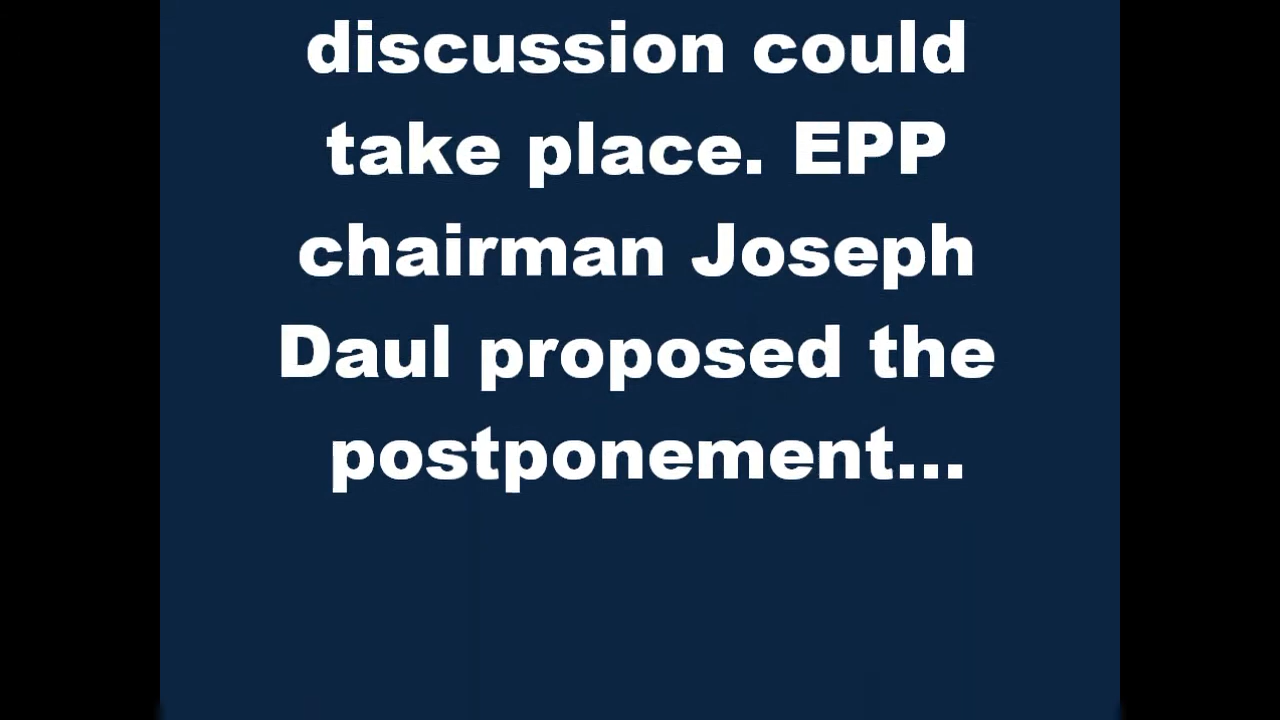 discussion could
take place. EPP
chairman Joseph
Daul proposed the
postponement...